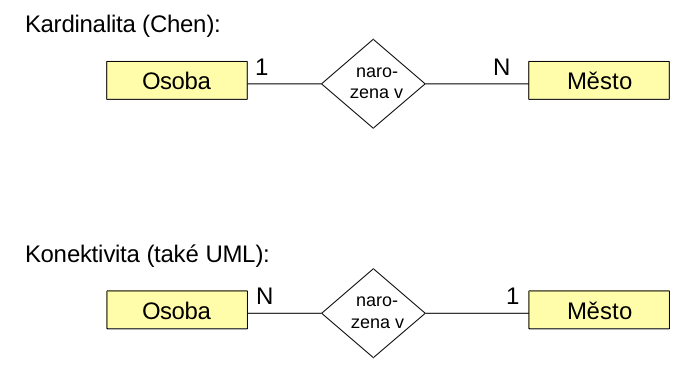 Kardinalita (Chen):
Osoba
1
naro-
zena v
N
Město
Konektivita (také UML):
Osoba
N
naro-
zena v
1
Město